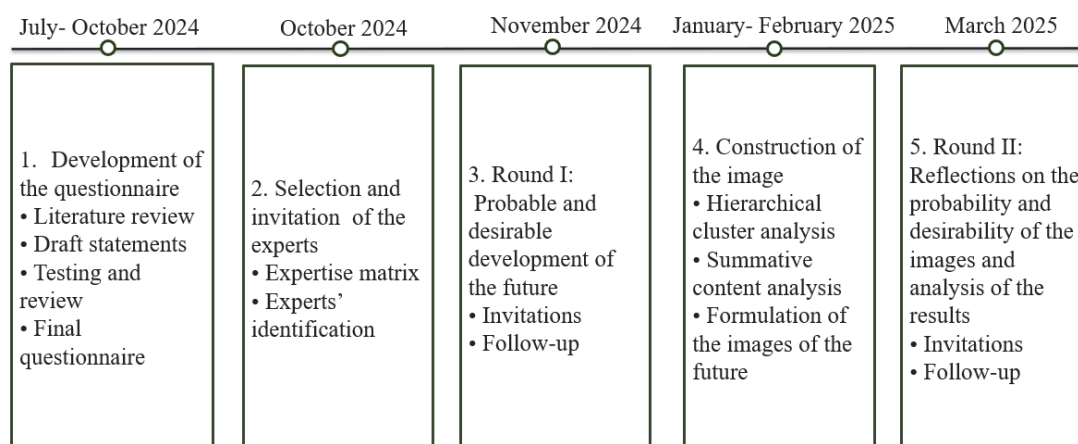 July- October 2024
October 2024
November 2024
January- February 2025
March 2025
1. Development of
the questionnaire
• Literature review
• Draft statements
• Testing and
review
• Final
questionnaire
2. Selection and
invitation of the
experts
• Expertise matrix
• Experts’
identification
3. Round I:
Probable and
desirable
development of
the future
• Invitations
• Follow-up
4. Construction of
the image
• Hierarchical
cluster analysis
• Summative
content analysis
• Formulation of
the images of the
future
5. Round II:
Reflections on the
probability and
desirability of the
images and
analysis of the
results
• Invitations
• Follow-up